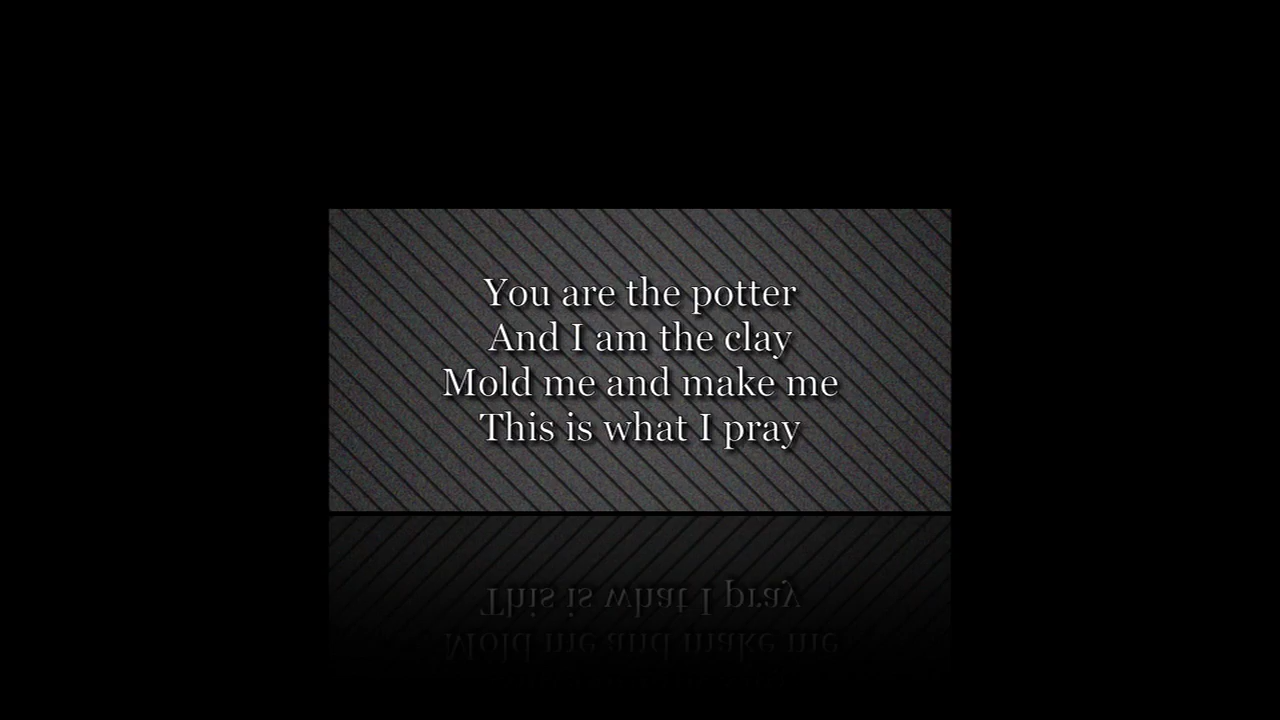 You are the potter
And I am the clay
Mold me and make me
This is what I pray